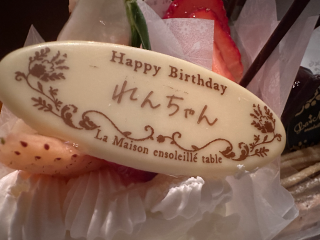 Happy Birthday
れんちゃん
La Maison ensoleillé table